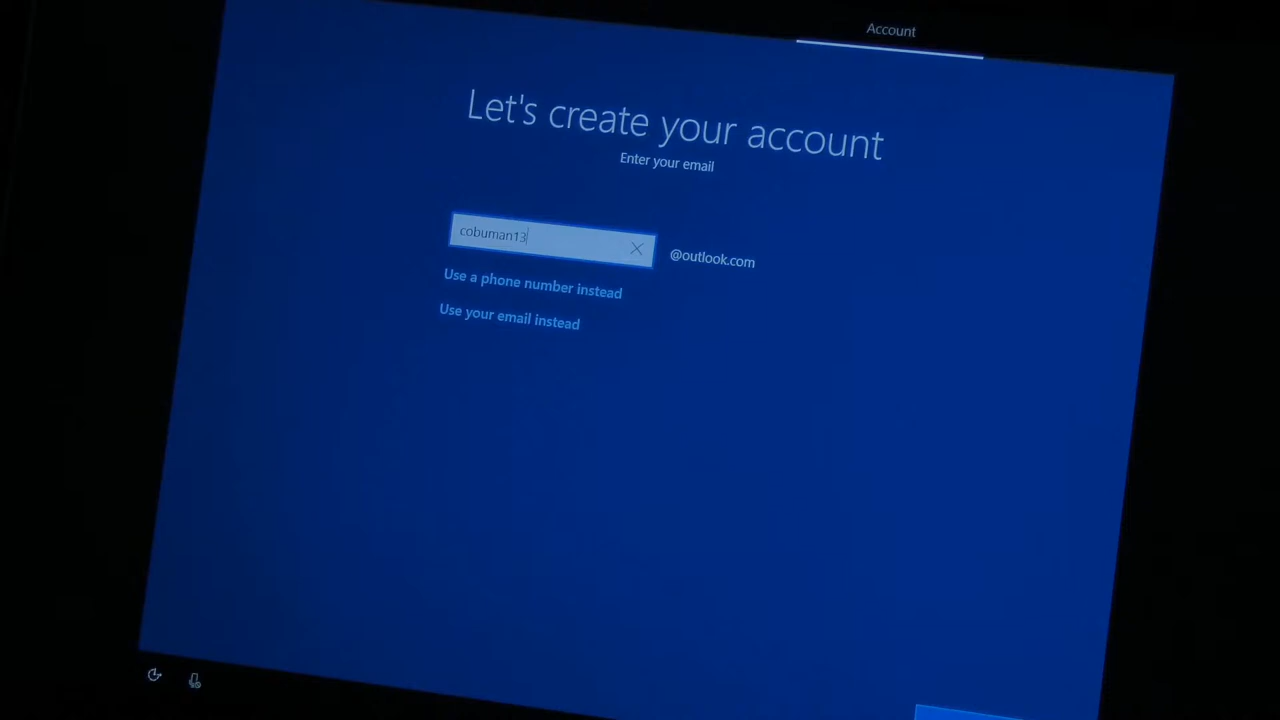 Account
Let's create your account
Enter your email
cobuman13
@outlook.com
Use a phone number instead
Use your email instead